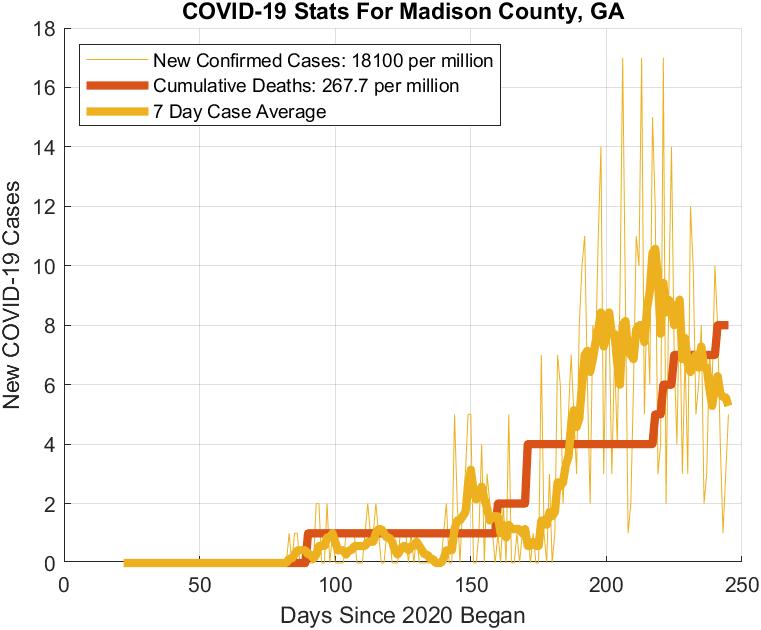 COVID-19 Stats For Madison County, GA
18
16
14
12
10
8
6
4
2
0
New COVID-19 Cases
New Confirmed Cases: 18100 per million
Cumulative Deaths: 267.7 per million
7 Day Case Average
0 50 100 150 200 250
Days Since 2020 Began